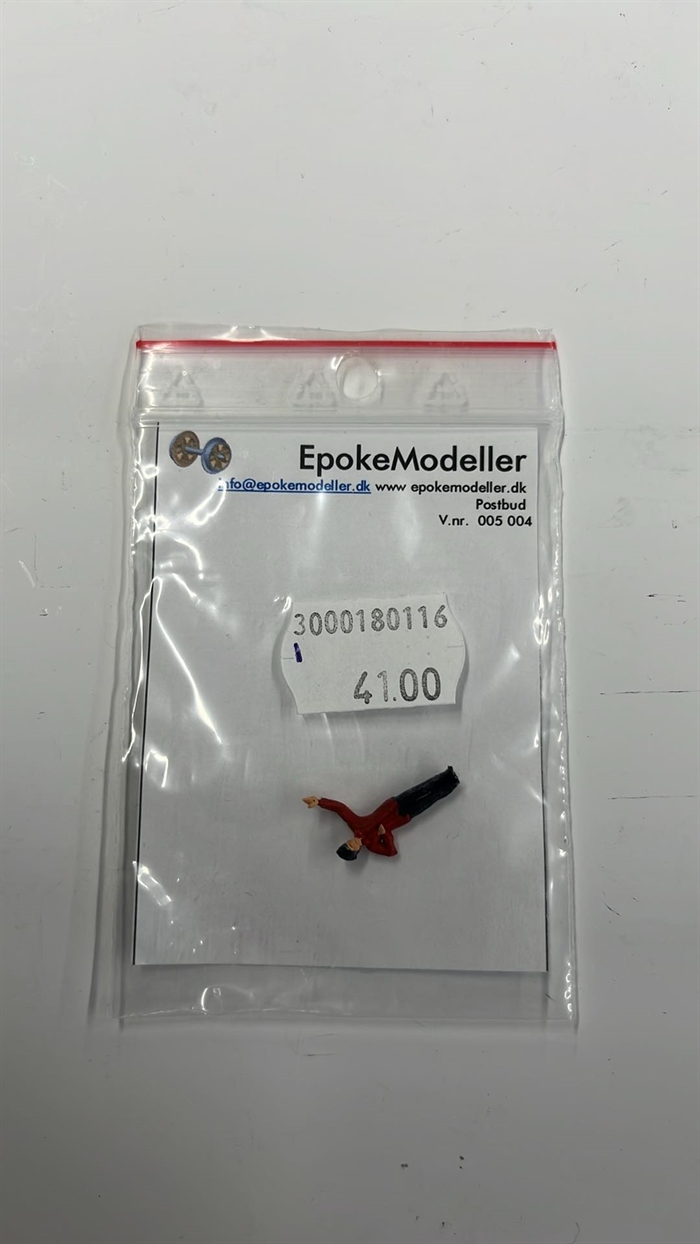 EpokeModeller
info@epokemodeller.dk www epokemodeller.dk
Postbud
V.nr. 005 004
3000180116
41.00